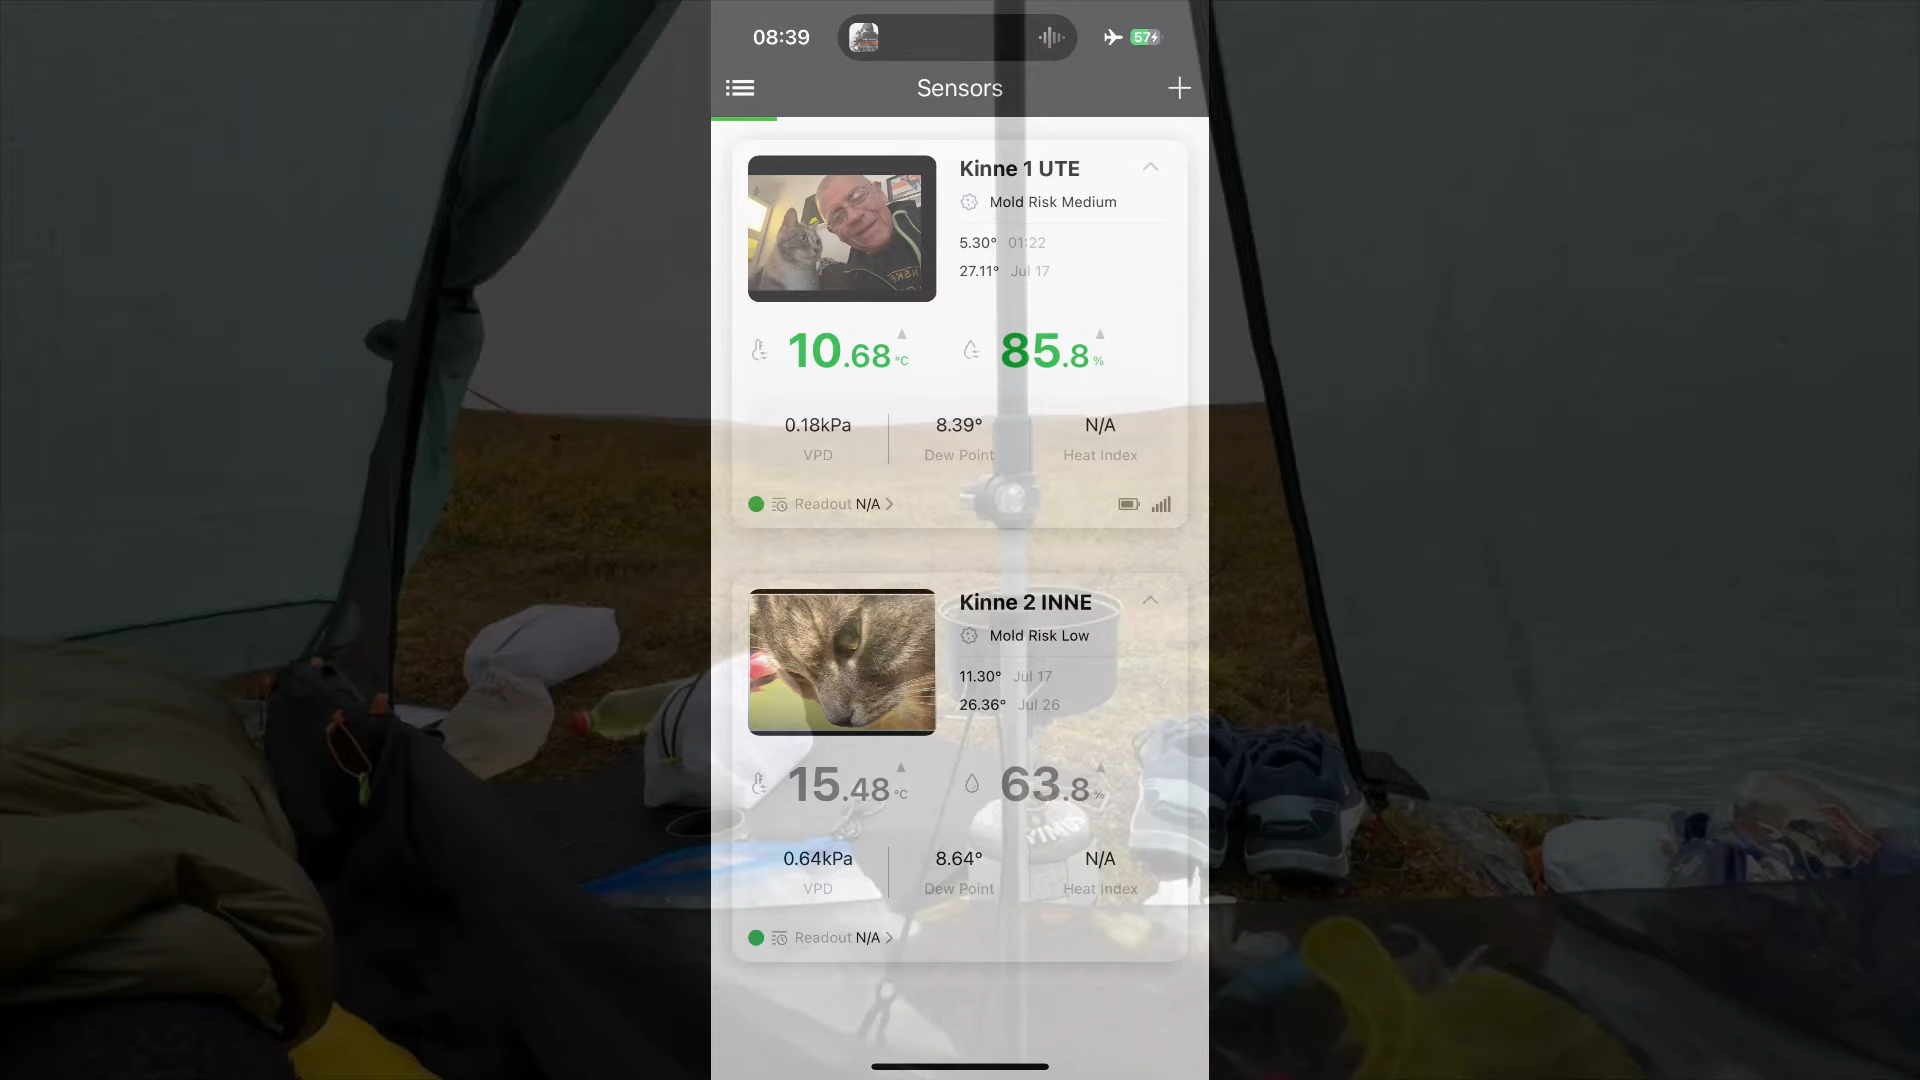 08:39
57
Sensors
Kinne 1 UTE
Mold Risk Medium
5.30° 01:22
27.11° Jul 17
10.68°C 85.8%
0.18kPa 8.39° N/A
VPD Dew Point Heat Index
Readout N/A
Kinne 2 INNE
Mold Risk Low
11.30° Jul 17
26.36° Jul 26
15.48°C 63.8%
0.64kPa 8.64° N/A
VPD Dew Point Heat Index
Readout N/A